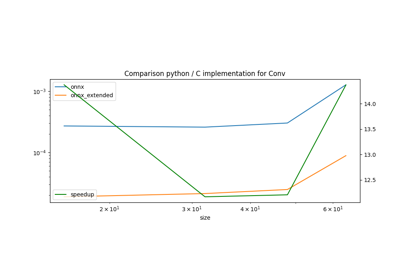 Comparison python / C implementation for Conv
10⁻³
10⁻⁴
onnx
onnx_extended
speedup
14.0
13.5
13.0
12.5
2 × 10¹
3 × 10¹
4 × 10¹
6 × 10¹
size